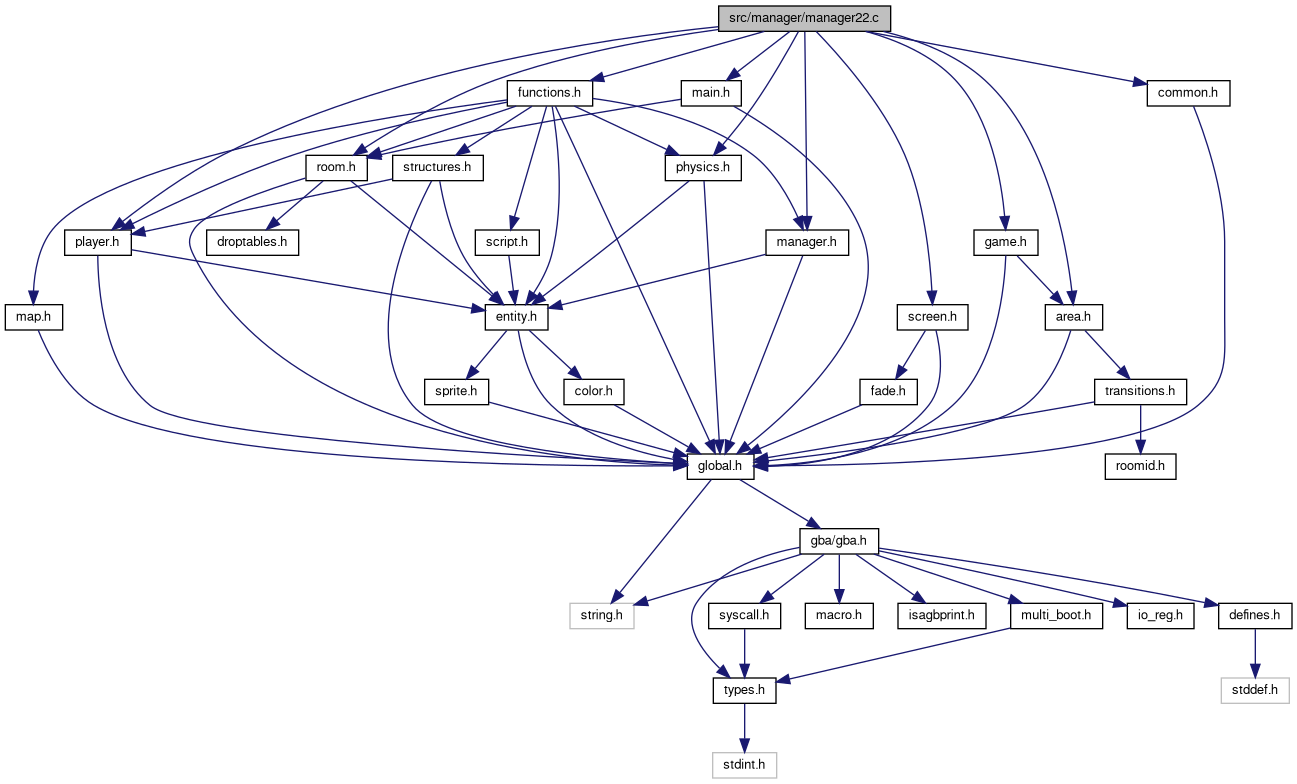 src/manager/manager22.c
functions.h
main.h
common.h
room.h
structures.h
physics.h
player.h
droptables.h
script.h
manager.h
game.h
map.h
entity.h
screen.h
area.h
sprite.h
color.h
fade.h
transitions.h
global.h
roomid.h
gba/gba.h
string.h
syscall.h
macro.h
isagbprint.h
multi_boot.h
io_reg.h
defines.h
types.h
stddef.h
stdint.h